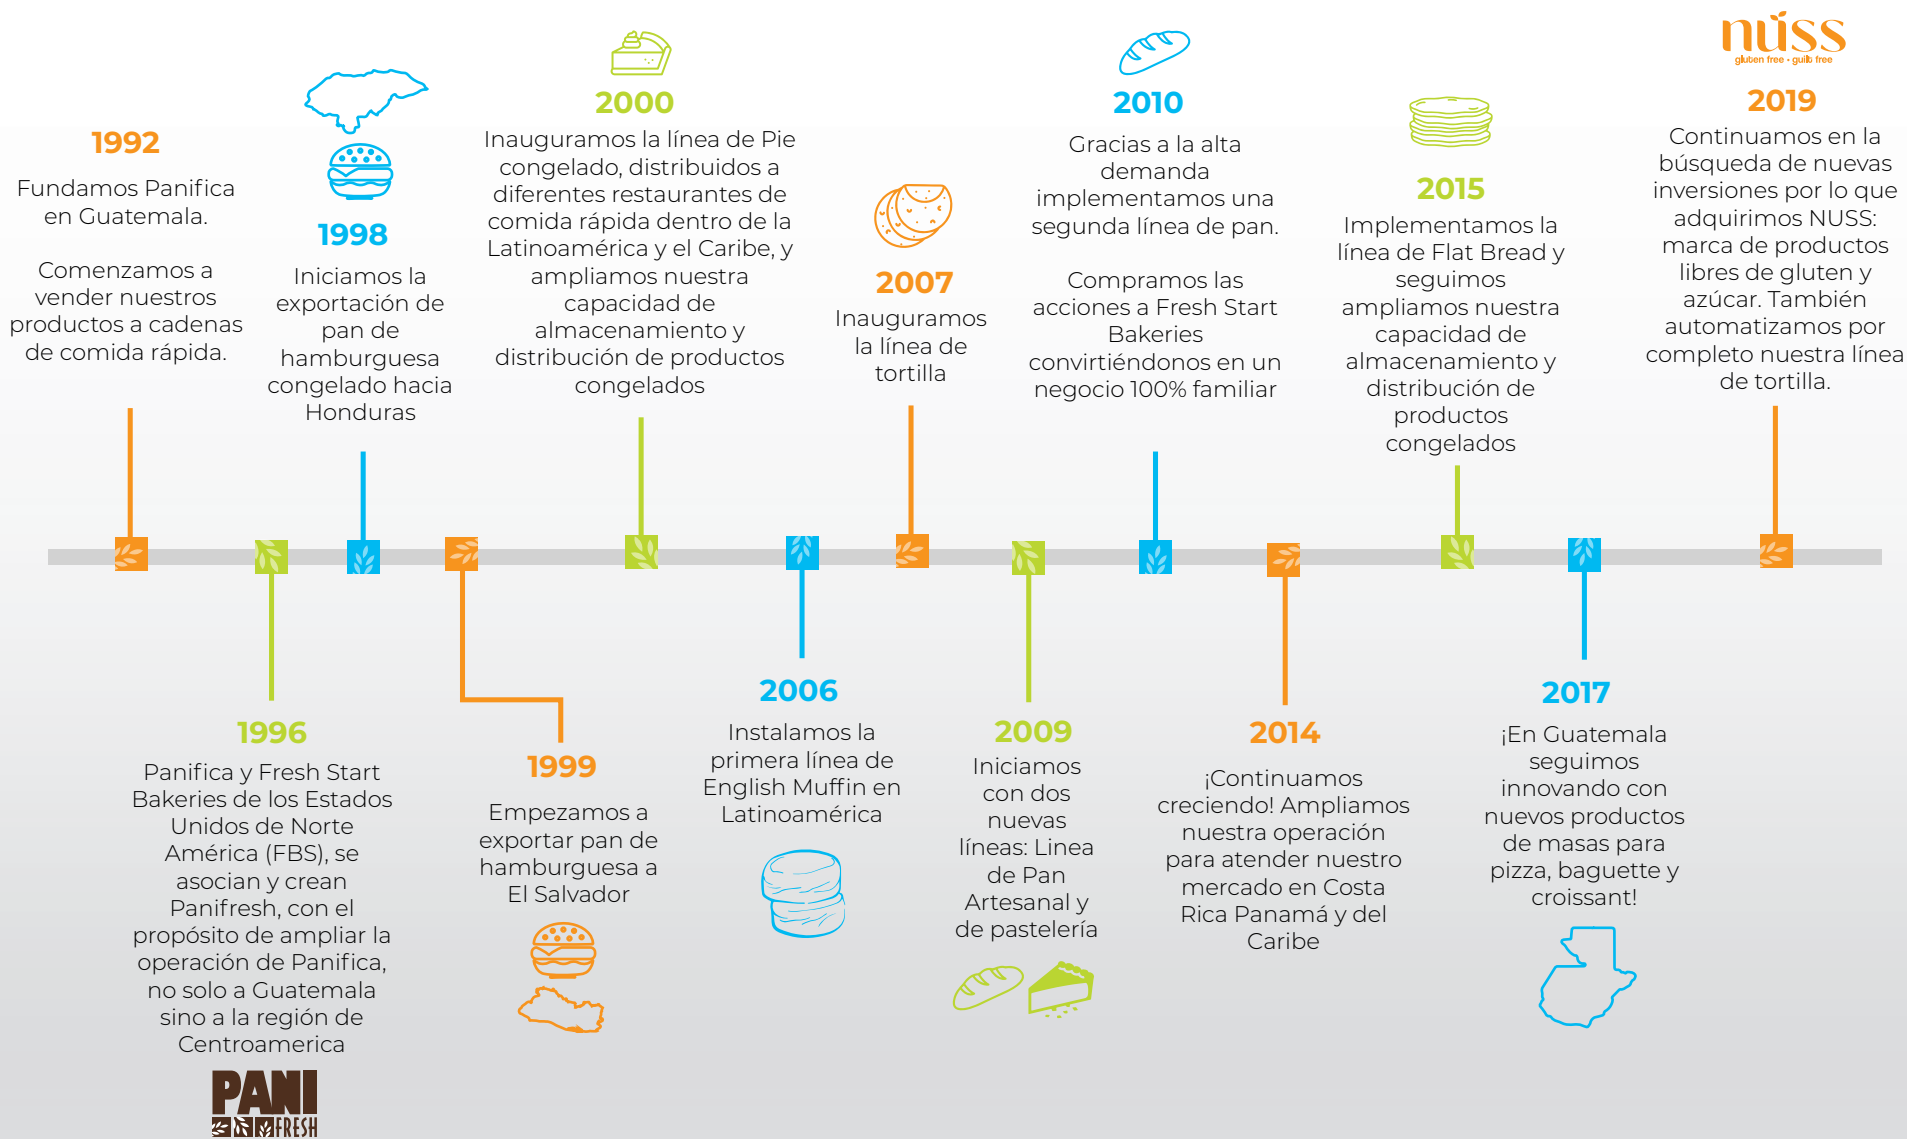 1992
Fundamos Panifica
en Guatemala.
Comenzamos a
vender nuestros
productos a cadenas
de comida rápida.
1996
Panifica y Fresh Start
Bakeries de los Estados
Unidos de Norte
América (FBS), se
asocian y crean
Panifresh, con el
propósito de ampliar la
operación de Panifica,
no solo a Guatemala
sino a la región de
Centroamerica
PANI
FRESH
1998
Iniciamos la
exportación de
pan de
hamburguesa
congelado hacia
Honduras
1999
Empezamos a
exportar pan de
hamburguesa a
El Salvador
2000
Inauguramos la línea de Pie
congelado, distribuidos a
diferentes restaurantes de
comida rápida dentro de la
Latinoamérica y el Caribe, y
ampliamos nuestra
capacidad de
almacenamiento y
distribución de productos
congelados
2006
Instalamos la
primera línea de
English Muffin en
Latinoamérica
2007
Inauguramos
la línea de
tortilla
2009
Iniciamos
con dos
nuevas
líneas: Linea
de Pan
Artesanal y
de pastelería
2010
Gracias a la alta
demanda
implementamos una
segunda línea de pan.
Compramos las
acciones a Fresh Start
Bakeries
convirtiéndonos en un
negocio 100% familiar
2014
¡Continuamos
creciendo! Ampliamos
nuestra operación
para atender nuestro
mercado en Costa
Rica Panamá y del
Caribe
2015
Implementamos la
línea de Flat Bread y
seguimos
ampliamos nuestra
capacidad de
almacenamiento y
distribución de
productos
congelados
2017
¡En Guatemala
seguimos
innovando con
nuevos productos
de masas para
pizza, baguette y
croissant!
nuss
gluten free • guilt free
2019
Continuamos en la
búsqueda de nuevas
inversiones por lo que
adquirimos NUSS:
marca de productos
libres de gluten y
azúcar. También
automatizamos por
completo nuestra línea
de tortilla.